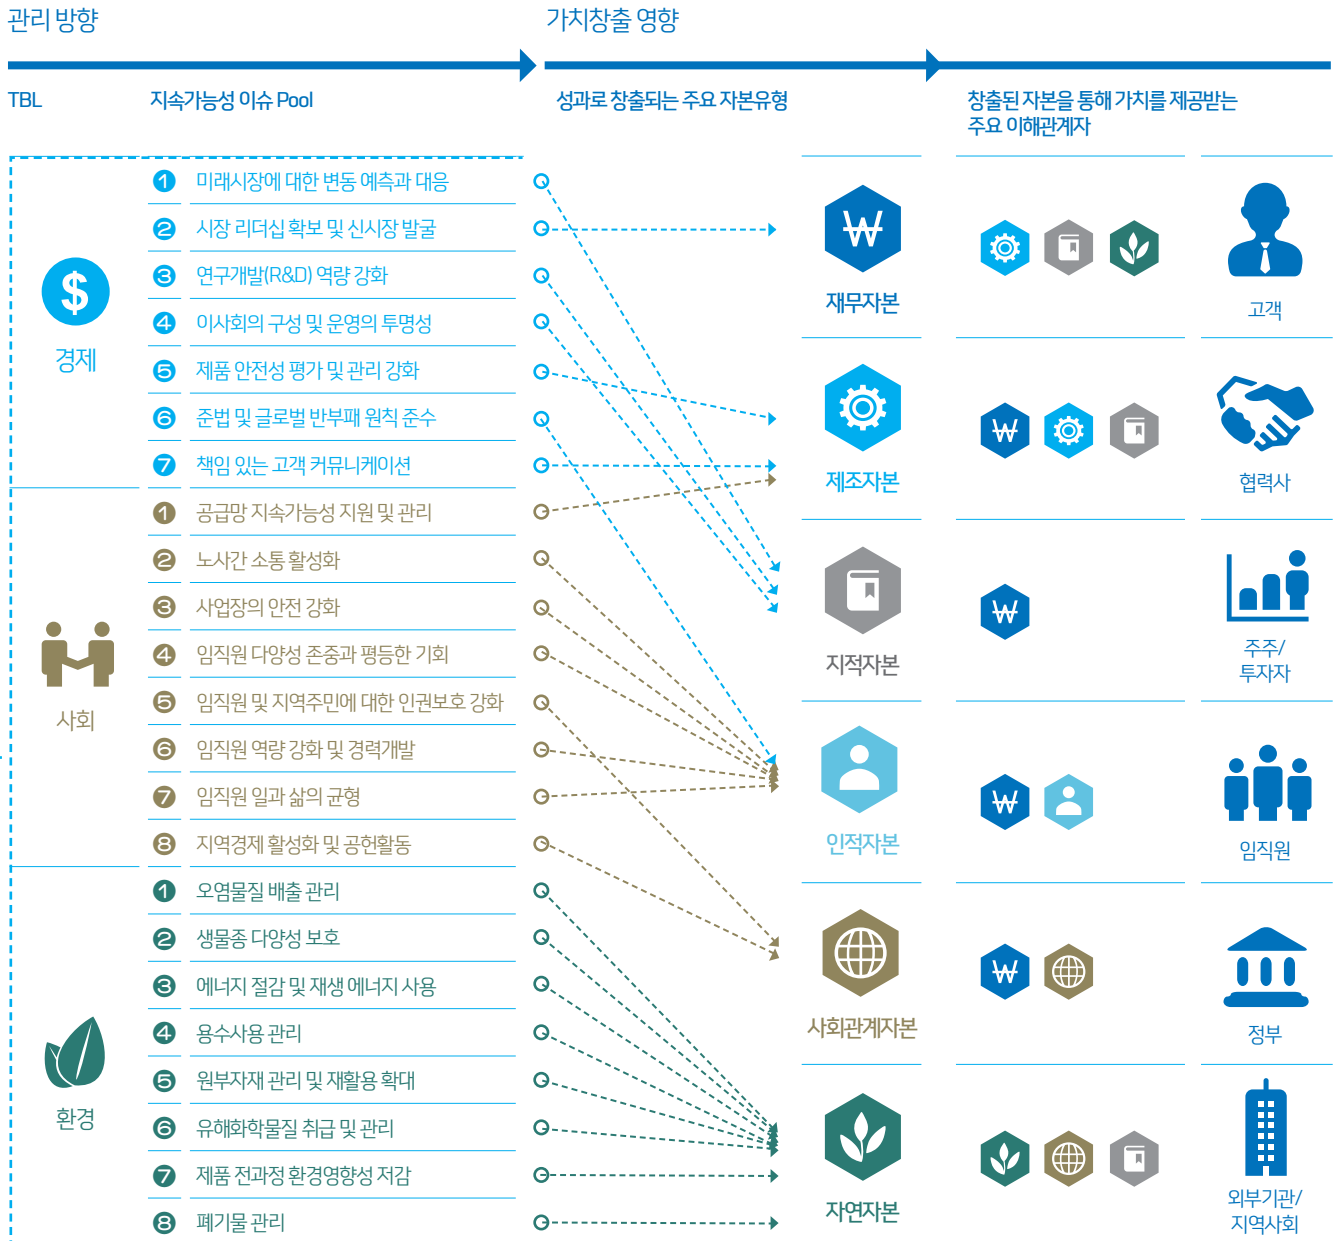 관리 방향
가치창출 영향
TBL
지속가능성 이슈 Pool
성과로 창출되는 주요 자본유형
창출된 자본을 통해 가치를 제공받는
주요 이해관계자
$
경제
1 미래시장에 대한 변동 예측과 대응
2 시장 리더십 확보 및 신시장 발굴
3 연구개발(R&D) 역량 강화
4 이사회의 구성 및 운영의 투명성
5 제품 안전성 평가 및 관리 강화
6 준법 및 글로벌 반부패 원칙 준수
7 책임 있는 고객 커뮤니케이션
사회
1 공급망 지속가능성 지원 및 관리
2 노사간 소통 활성화
3 사업장의 안전 강화
4 임직원 다양성 존중과 평등한 기회
5 임직원 및 지역주민에 대한 인권보호 강화
6 임직원 역량 강화 및 경력개발
7 임직원 일과 삶의 균형
8 지역경제 활성화 및 공헌활동
환경
1 오염물질 배출 관리
2 생물종 다양성 보호
3 에너지 절감 및 재생 에너지 사용
4 용수사용 관리
5 원부자재 관리 및 재활용 확대
6 유해화학물질 취급 및 관리
7 제품 전과정 환경영향성 저감
8 폐기물 관리
₩
재무자본
제조자본
지적자본
인적자본
사회관계자본
자연자본
고객
₩
협력사
₩
주주/
투자자
₩
임직원
₩
정부
외부기관/
지역사회